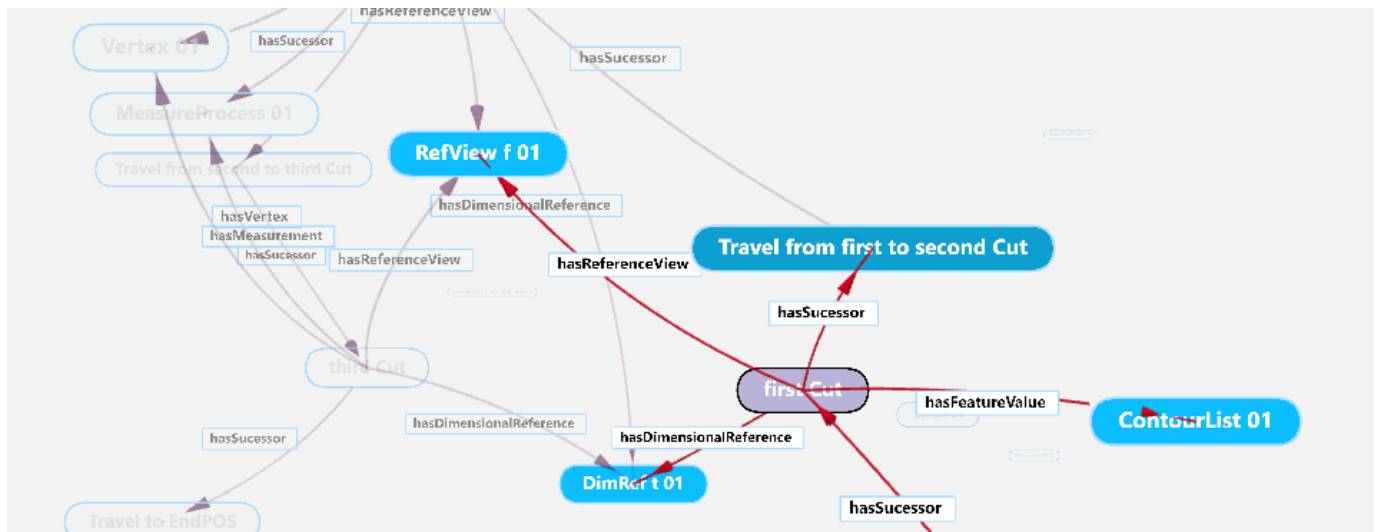 hasReferenceView
Vertex 01
hasSucessor
hasSucessor
MeasureProcess 01
RefView f 01
Travel from second to third Cut
hasDimensionalReference
hasVertex
hasMeasurement
hasSucessor
hasReferenceView
Travel from first to second Cut
hasReferenceView
hasSucessor
third Cut
first Cut
hasFeatureValue
ContourList 01
hasDimensionalReference
hasDimensionalReference
hasSucessor
DimRef t 01
hasSucessor
Travel to EndPOS